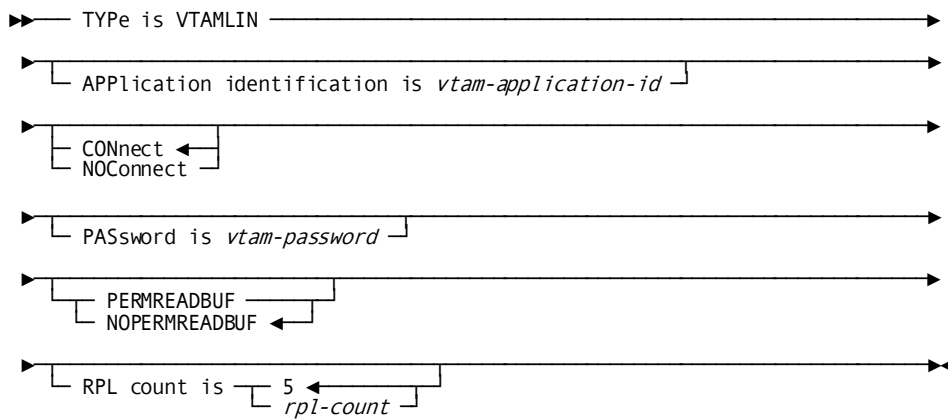 TYPe is VTAMLIN
APPlication identification is vtam-application-id
CONnect
NOConnect
PASsword is vtam-password
PERMREADBUF
NOPERMREADBUF
RPL count is 5
rpl-count